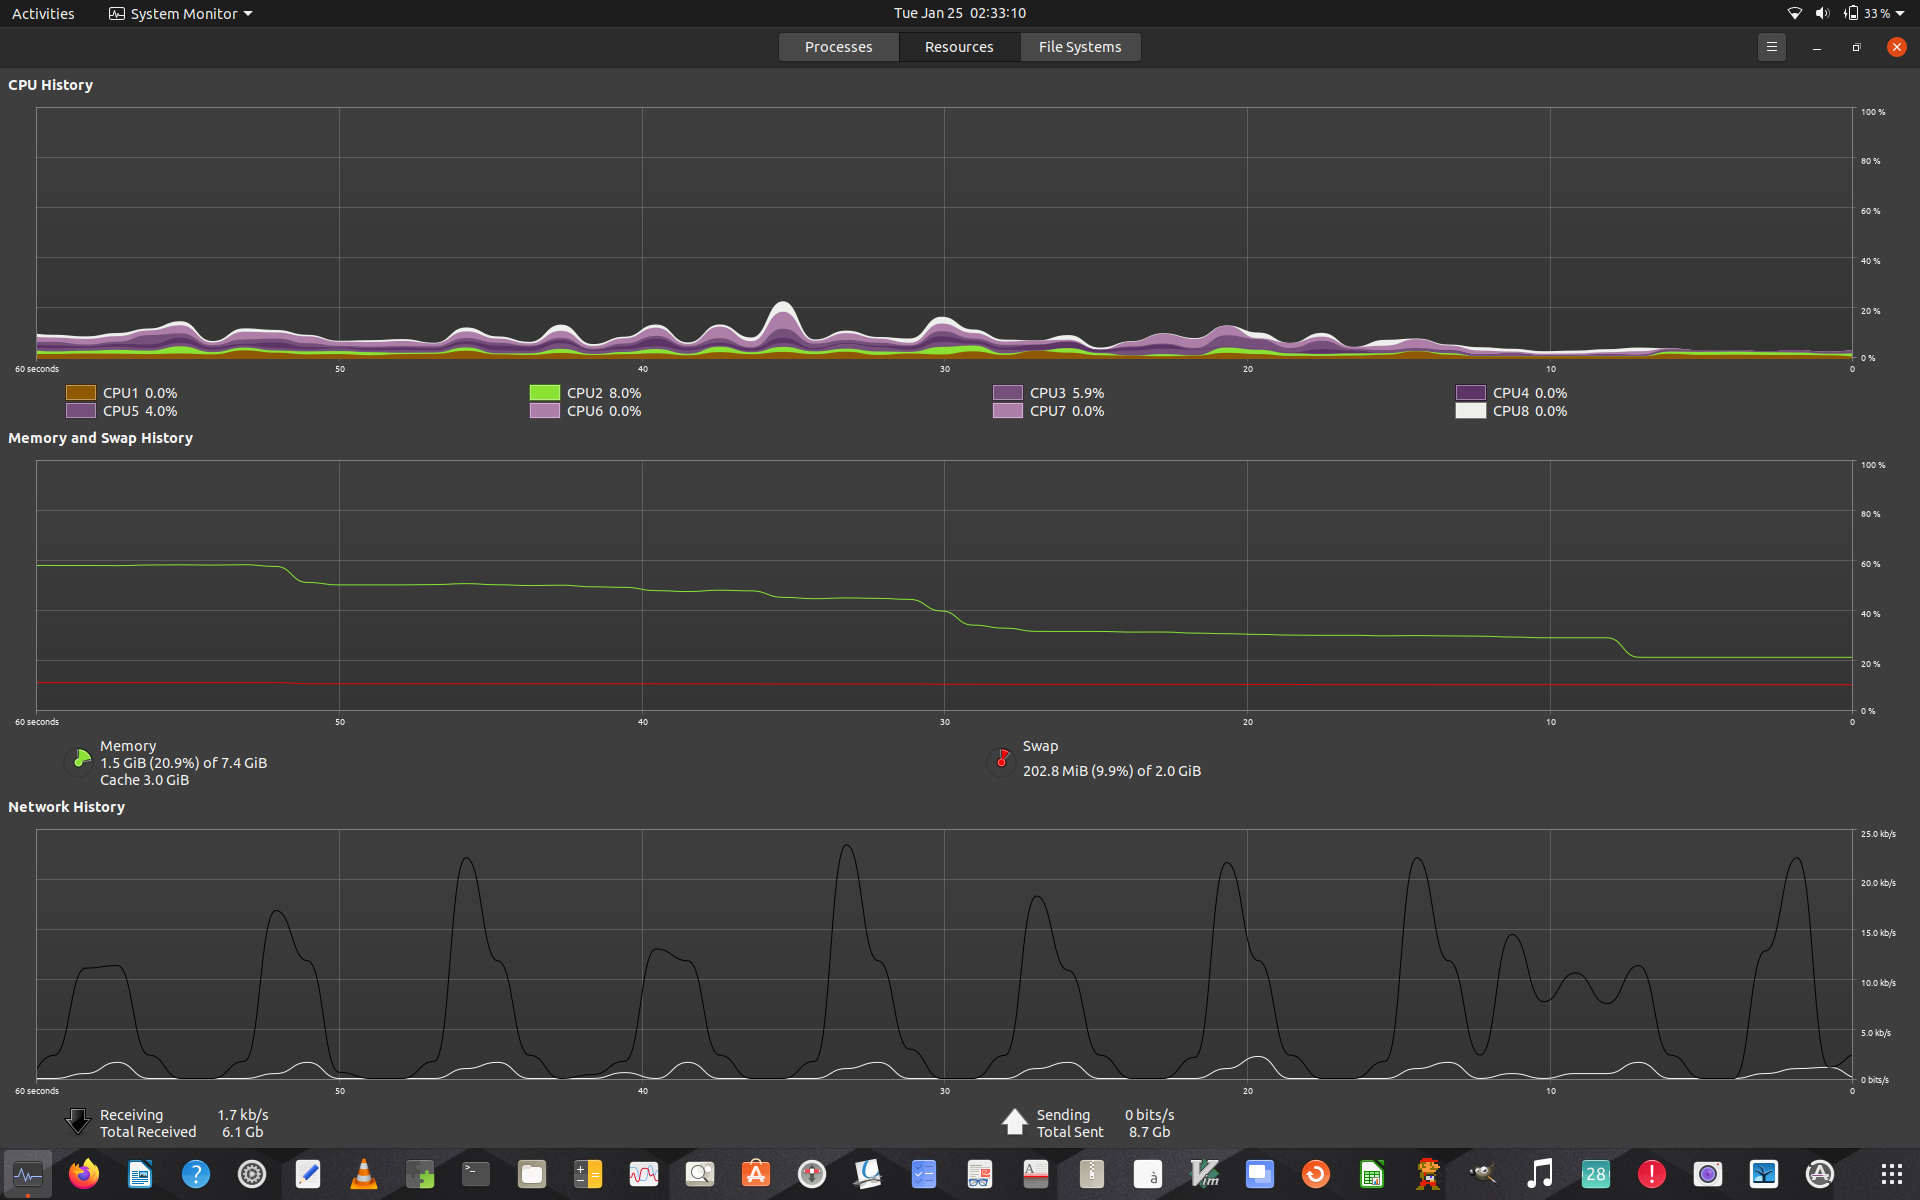 Activities System Monitor Tue Jan 25 02:33:10 33 %
Processes Resources File Systems
CPU History
100 %
80 %
60 %
40 %
20 %
0 %
60 seconds 50 40 30 20 10 0
CPU1 0.0% CPU2 8.0% CPU3 5.9% CPU4 0.0%
CPU5 4.0% CPU6 0.0% CPU7 0.0% CPU8 0.0%
Memory and Swap History
100 %
80 %
60 %
40 %
20 %
0 %
60 seconds 50 40 30 20 10 0
Memory
1.5 GiB (20.9%) of 7.4 GiB
Cache 3.0 GiB
Swap
202.8 MiB (9.9%) of 2.0 GiB
Network History
25.0 kb/s
20.0 kb/s
15.0 kb/s
10.0 kb/s
5.0 kb/s
0 bits/s
60 seconds 50 40 30 20 10 0
Receiving 1.7 kb/s
Total Received 6.1 Gb
Sending 0 bits/s
Total Sent 8.7 Gb
? >_ A à Vim 28 !